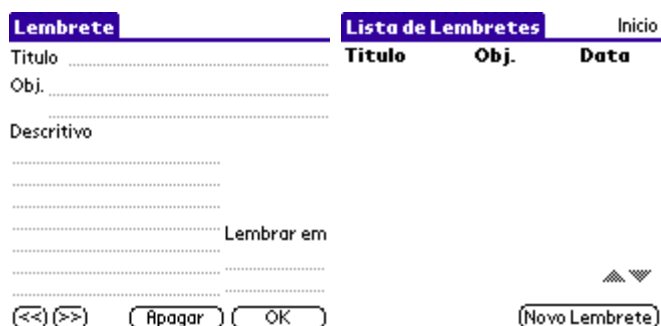 Lembrete
Titulo
Obj.
Descritivo
Lembrar em
(<<) (>>) Apagar OK
Lista de Lembretes Inicio
Titulo Obj. Data
Novo Lembrete